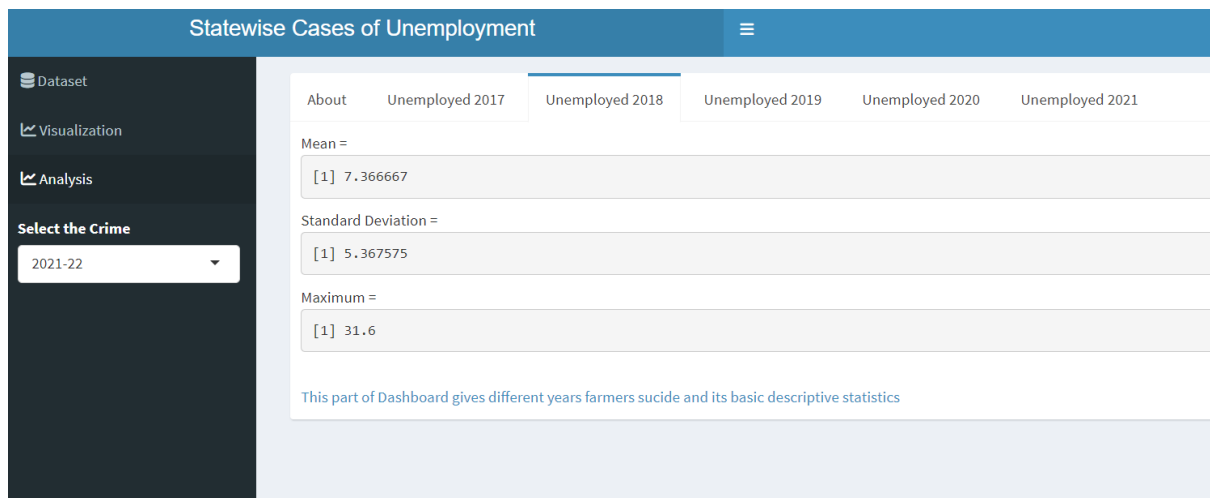 Statewise Cases of Unemployment
Dataset
Visualization
Analysis
Select the Crime
2021-22
About Unemployed 2017 Unemployed 2018 Unemployed 2019 Unemployed 2020 Unemployed 2021
Mean =
[1] 7.366667
Standard Deviation =
[1] 5.367575
Maximum =
[1] 31.6
This part of Dashboard gives different years farmers sucide and its basic descriptive statistics